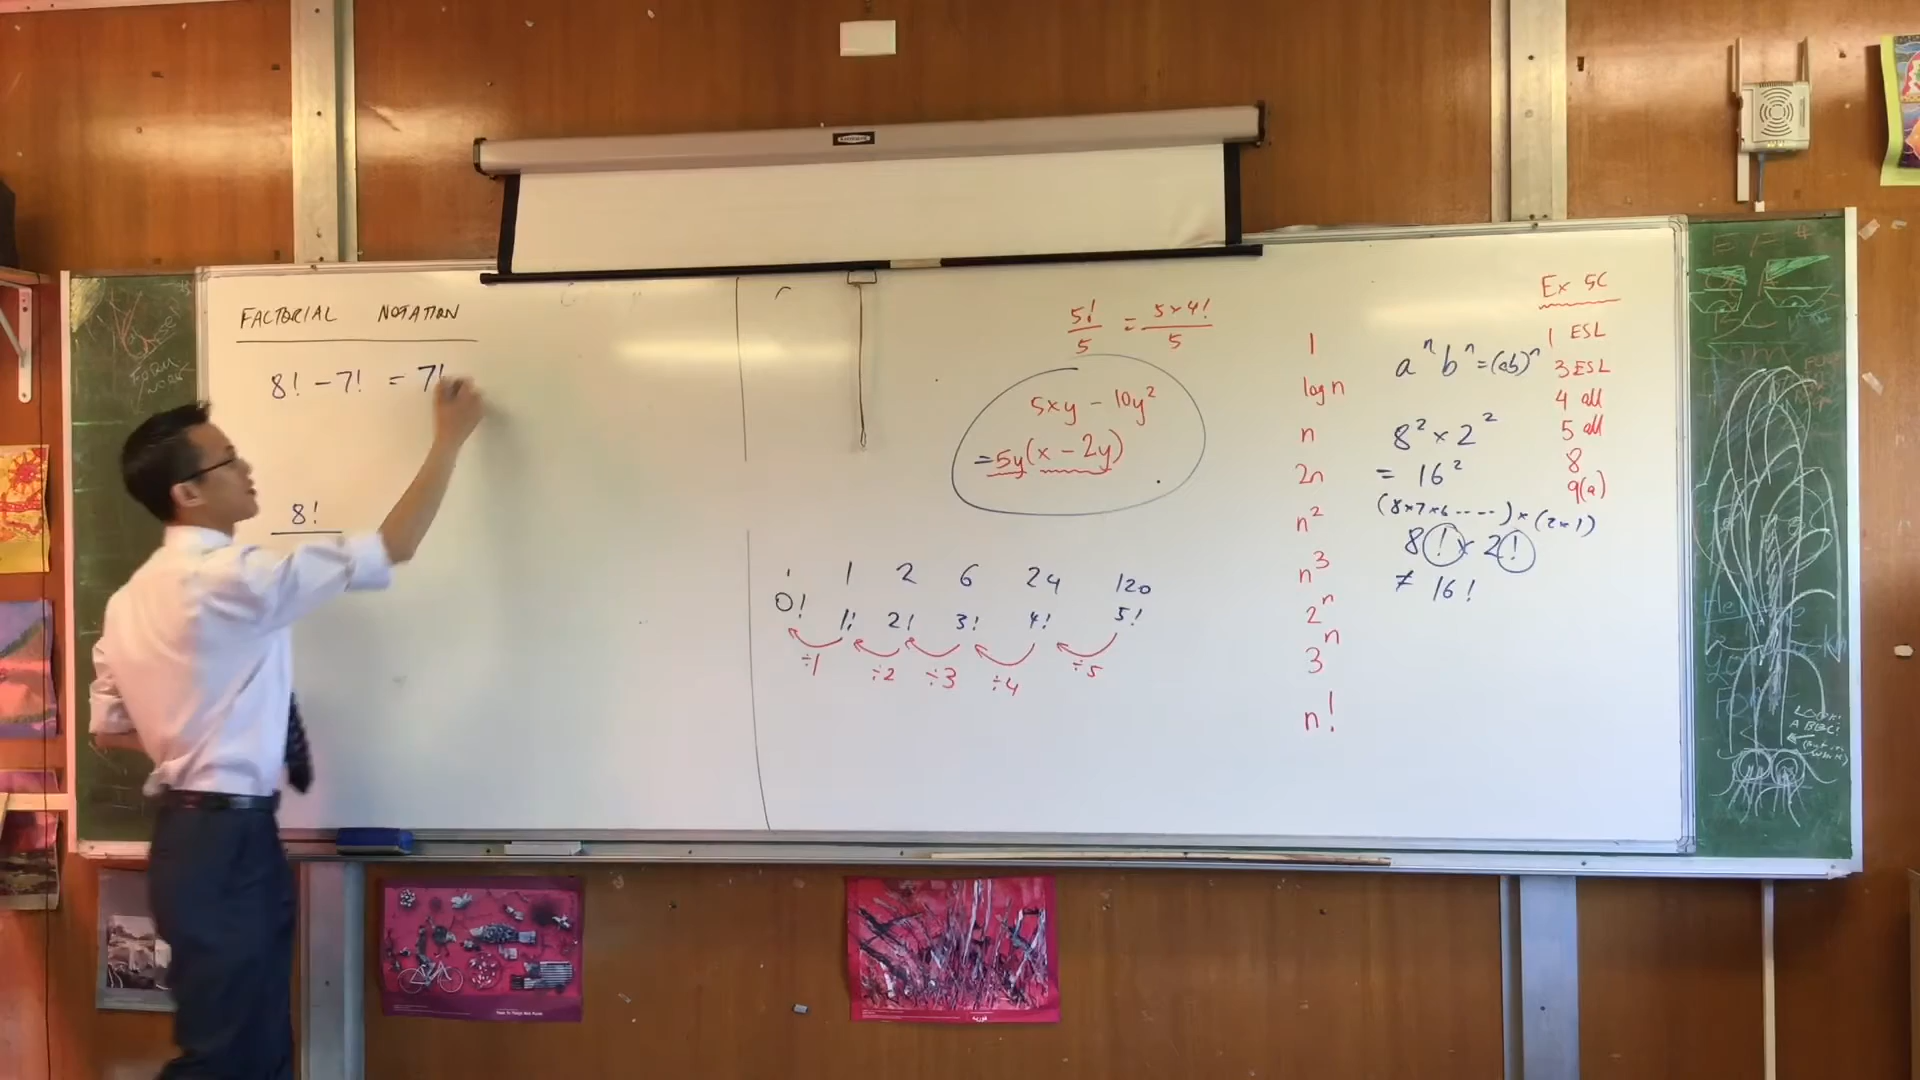 FACTORIAL NOTATION
8! - 7! = 7!
8!
5!/5 = 5×4!/5
5xy - 10y²
= 5y(x - 2y)
1 2 6 24 120
0! 1! 2! 3! 4! 5!
÷1 ÷2 ÷3 ÷4 ÷5
1
log n
n
2n
n²
n³
2ⁿ
3ⁿ
n!
aⁿbⁿ = (ab)ⁿ
8² × 2²
= 16²
(8×7×6.....) × (2×1)
8! × 2!
≠ 16!
Ex 5C
1 ESL
3 ESL
4 all
5 all
8
9(a)
FORM
LOOK!
A BBC!